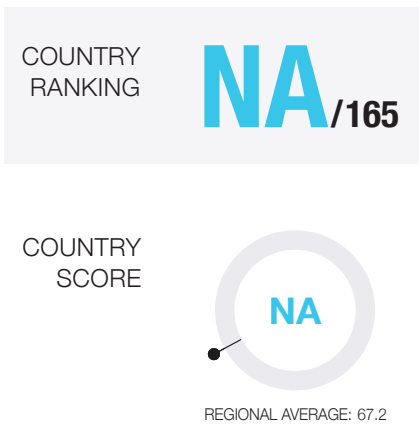 COUNTRY
RANKING
NA/165
COUNTRY
SCORE
NA
REGIONAL AVERAGE: 67.2